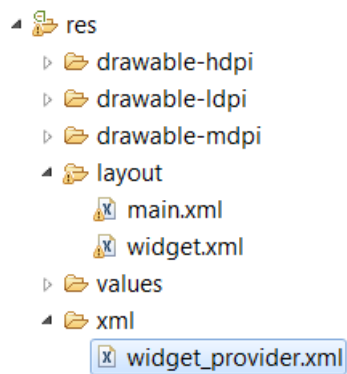 res
drawable-hdpi
drawable-ldpi
drawable-mdpi
layout
main.xml
widget.xml
values
xml
widget_provider.xml